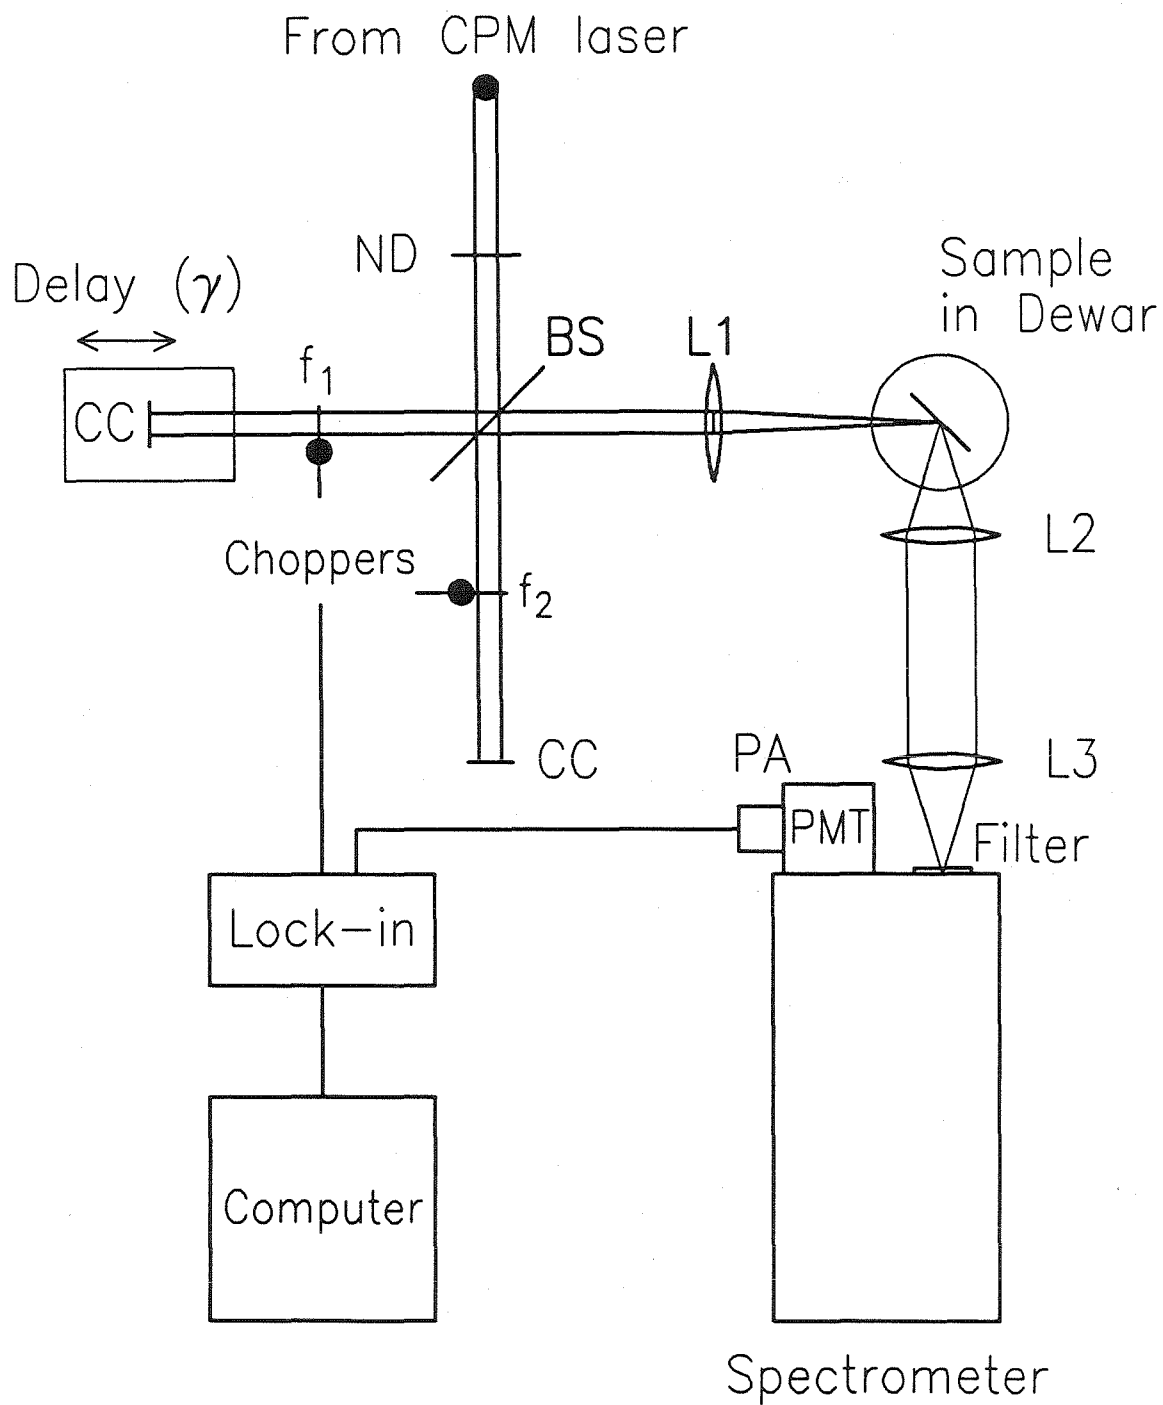 From CPM laser
ND
Delay (γ)
Sample
in Dewar
BS
L1
f1
CC
Choppers
f2
L2
CC
PA
L3
PMT
Filter
Lock-in
Computer
Spectrometer